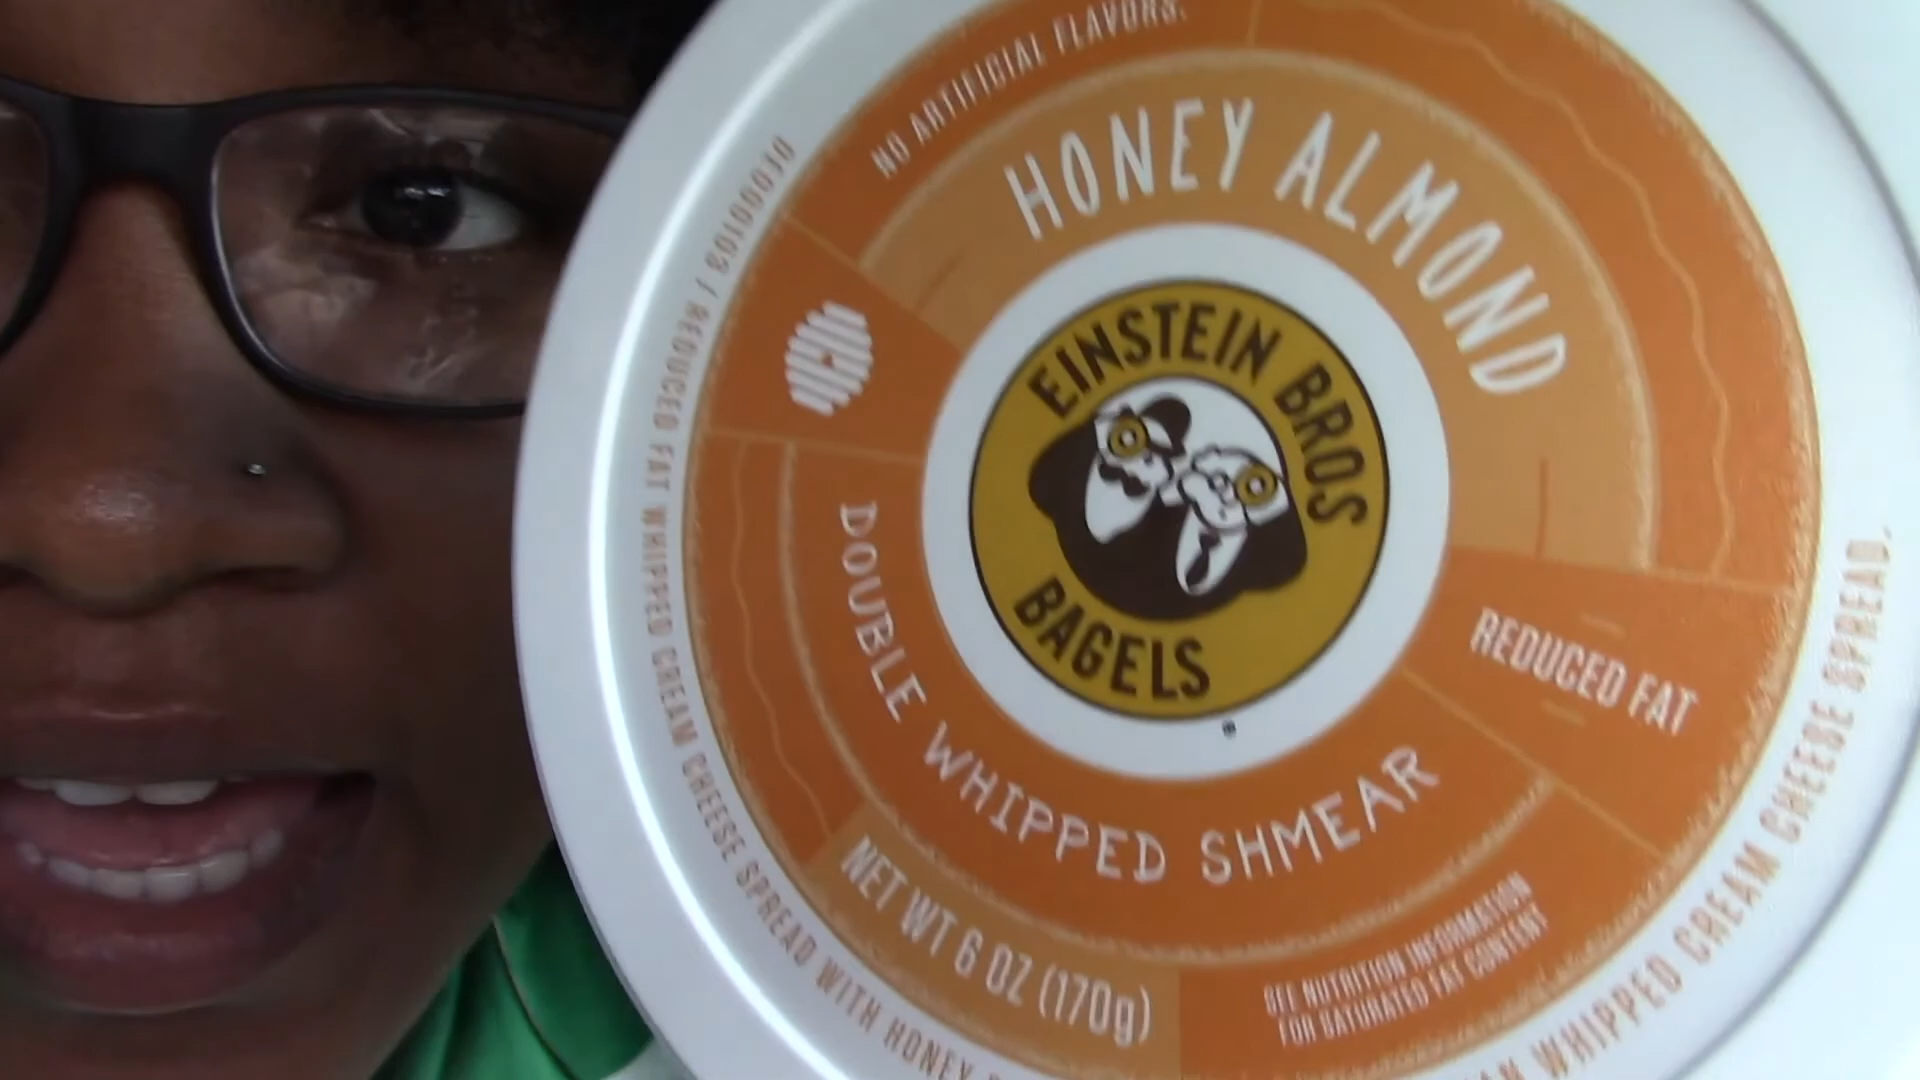 NO ARTIFICIAL FLAVORS.
HONEY ALMOND
EINSTEIN BROS
BAGELS
REDUCED FAT
DOUBLE WHIPPED SHMEAR
NET WT 6 OZ (170g)
SEE NUTRITION INFORMATION
FOR SATURATED FAT CONTENT
REDUCED FAT WHIPPED CREAM CHEESE SPREAD WITH HONEY
WHIPPED CREAM CHEESE SPREAD.